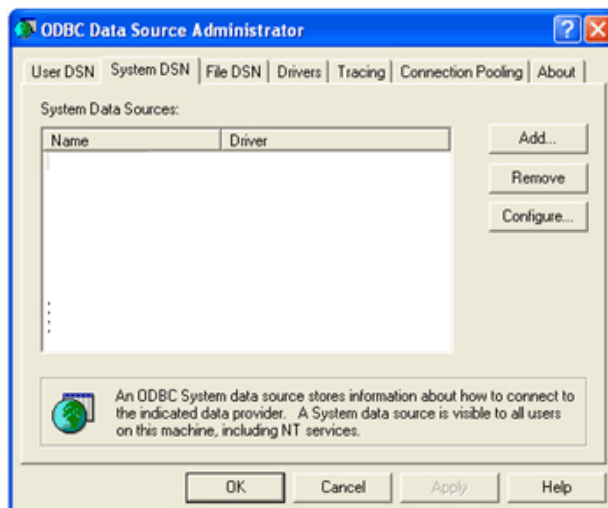 ODBC Data Source Administrator
User DSN System DSN File DSN Drivers Tracing Connection Pooling About
System Data Sources:
Name Driver
Add...
Remove
Configure...
An ODBC System data source stores information about how to connect to
the indicated data provider. A System data source is visible to all users
on this machine, including NT services.
OK Cancel Apply Help